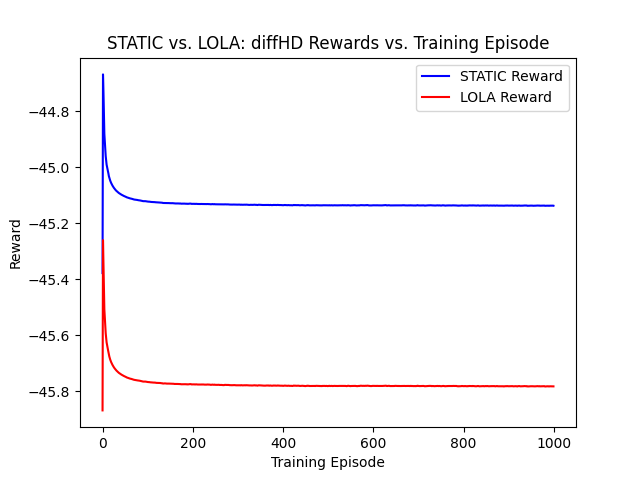 STATIC vs. LOLA: diffHD Rewards vs. Training Episode
STATIC Reward
LOLA Reward
Reward
−44.8
−45.0
−45.2
−45.4
−45.6
−45.8
0 200 400 600 800 1000
Training Episode